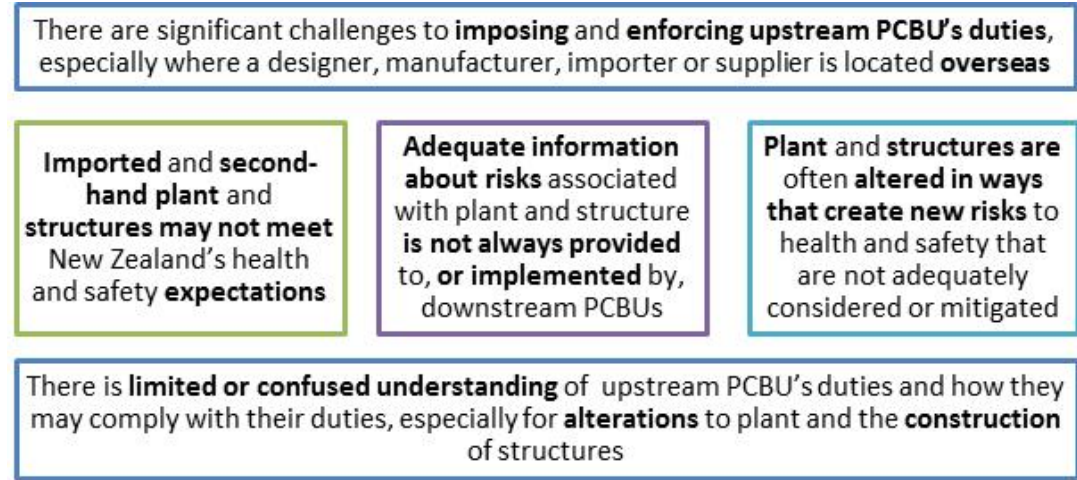 There are significant challenges to imposing and enforcing upstream PCBU's duties,
especially where a designer, manufacturer, importer or supplier is located overseas
Imported and second-
hand plant and
structures may not meet
New Zealand's health
and safety expectations
Adequate information
about risks associated
with plant and structure
is not always provided
to, or implemented by,
downstream PCBUs
Plant and structures are
often altered in ways
that create new risks to
health and safety that
are not adequately
considered or mitigated
There is limited or confused understanding of upstream PCBU's duties and how they
may comply with their duties, especially for alterations to plant and the construction
of structures